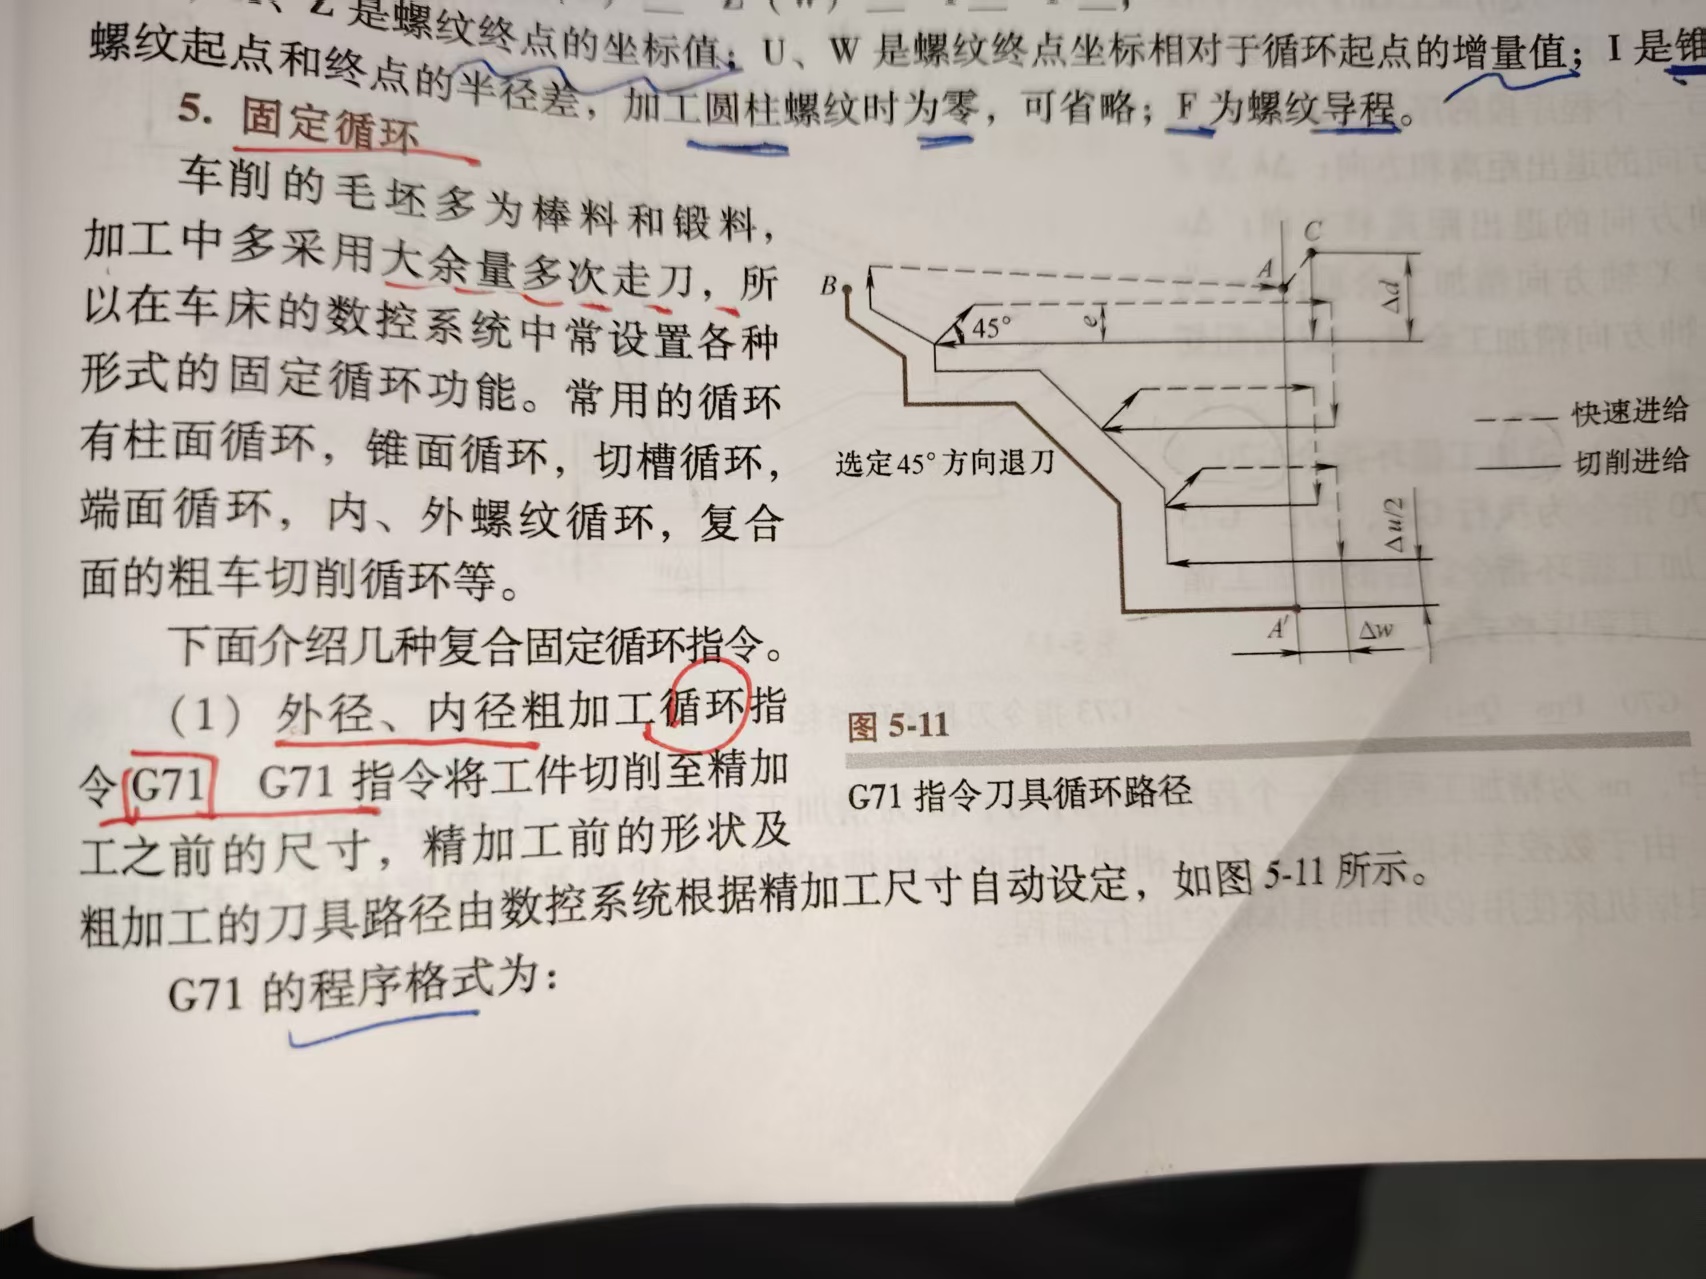 Z 是螺纹终点的坐标值；U、W 是螺纹终点坐标相对于循环起点的增量值；I 是锥
螺纹起点和终点的半径差，加工圆柱螺纹时为零，可省略；F 为螺纹导程。
5. 固定循环
车削的毛坯多为棒料和锻料，
加工中多采用大余量多次走刀，所
以在车床的数控系统中常设置各种
形式的固定循环功能。常用的循环
有柱面循环，锥面循环，切槽循环，
端面循环，内、外螺纹循环，复合
面的粗车切削循环等。
下面介绍几种复合固定循环指令。
（1）外径、内径粗加工循环指
令 G71 G71 指令将工件切削至精加
工之前的尺寸，精加工前的形状及
粗加工的刀具路径由数控系统根据精加工尺寸自动设定，如图 5-11 所示。
G71 的程序格式为：
C
A
B
Δd
45°
e
快速进给
切削进给
选定45°方向退刀
Δu/2
A′
Δw
图 5-11
G71 指令刀具循环路径